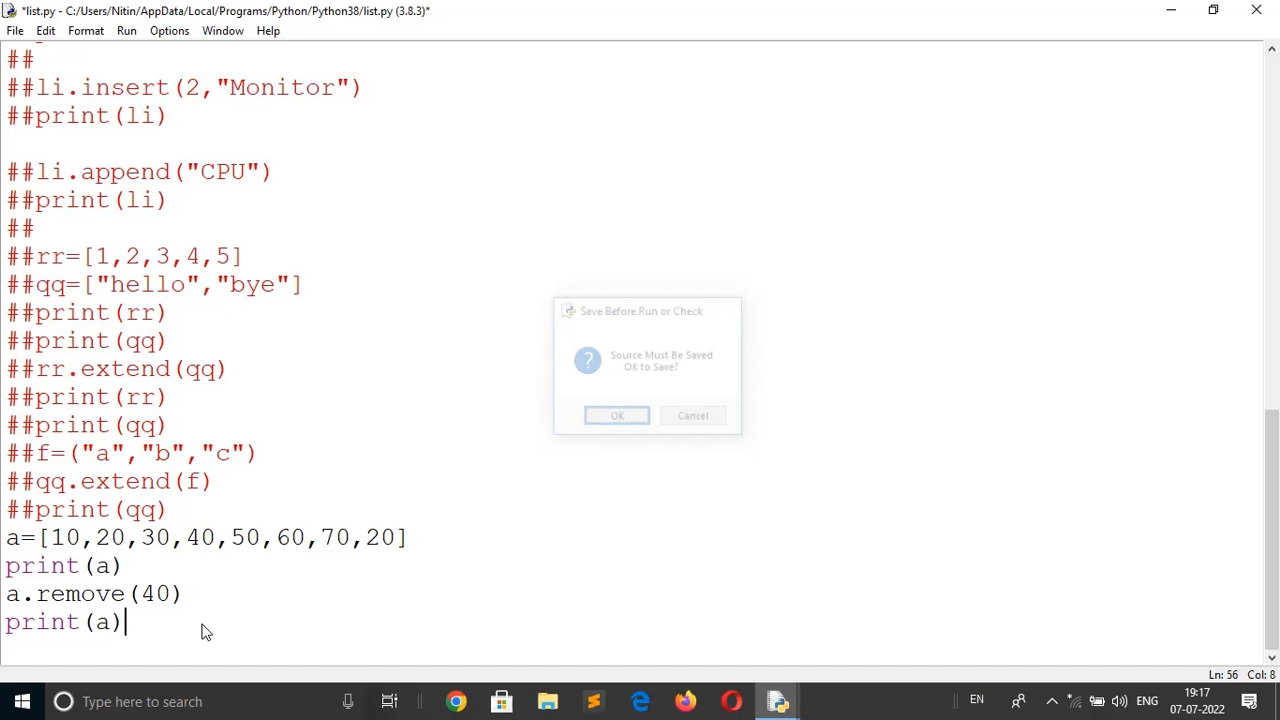 *list.py - C:/Users/Nitin/AppData/Local/Programs/Python/Python38/list.py (3.8.3)*
File Edit Format Run Options Window Help
##
##li.insert(2,"Monitor")
##print(li)
##li.append("CPU")
##print(li)
##
##rr=[1,2,3,4,5]
##qq=["hello","bye"]
##print(rr)
##print(qq)
##rr.extend(qq)
##print(rr)
##print(qq)
##f=("a","b","c")
##qq.extend(f)
##print(qq)
a=[10,20,30,40,50,60,70,20]
print(a)
a.remove(40)
print(a)
Save Before Run or Check
Source Must Be Saved
OK to Save?
OK Cancel
Ln: 56 Col: 8
Type here to search
EN
ENG
19:17
07-07-2022